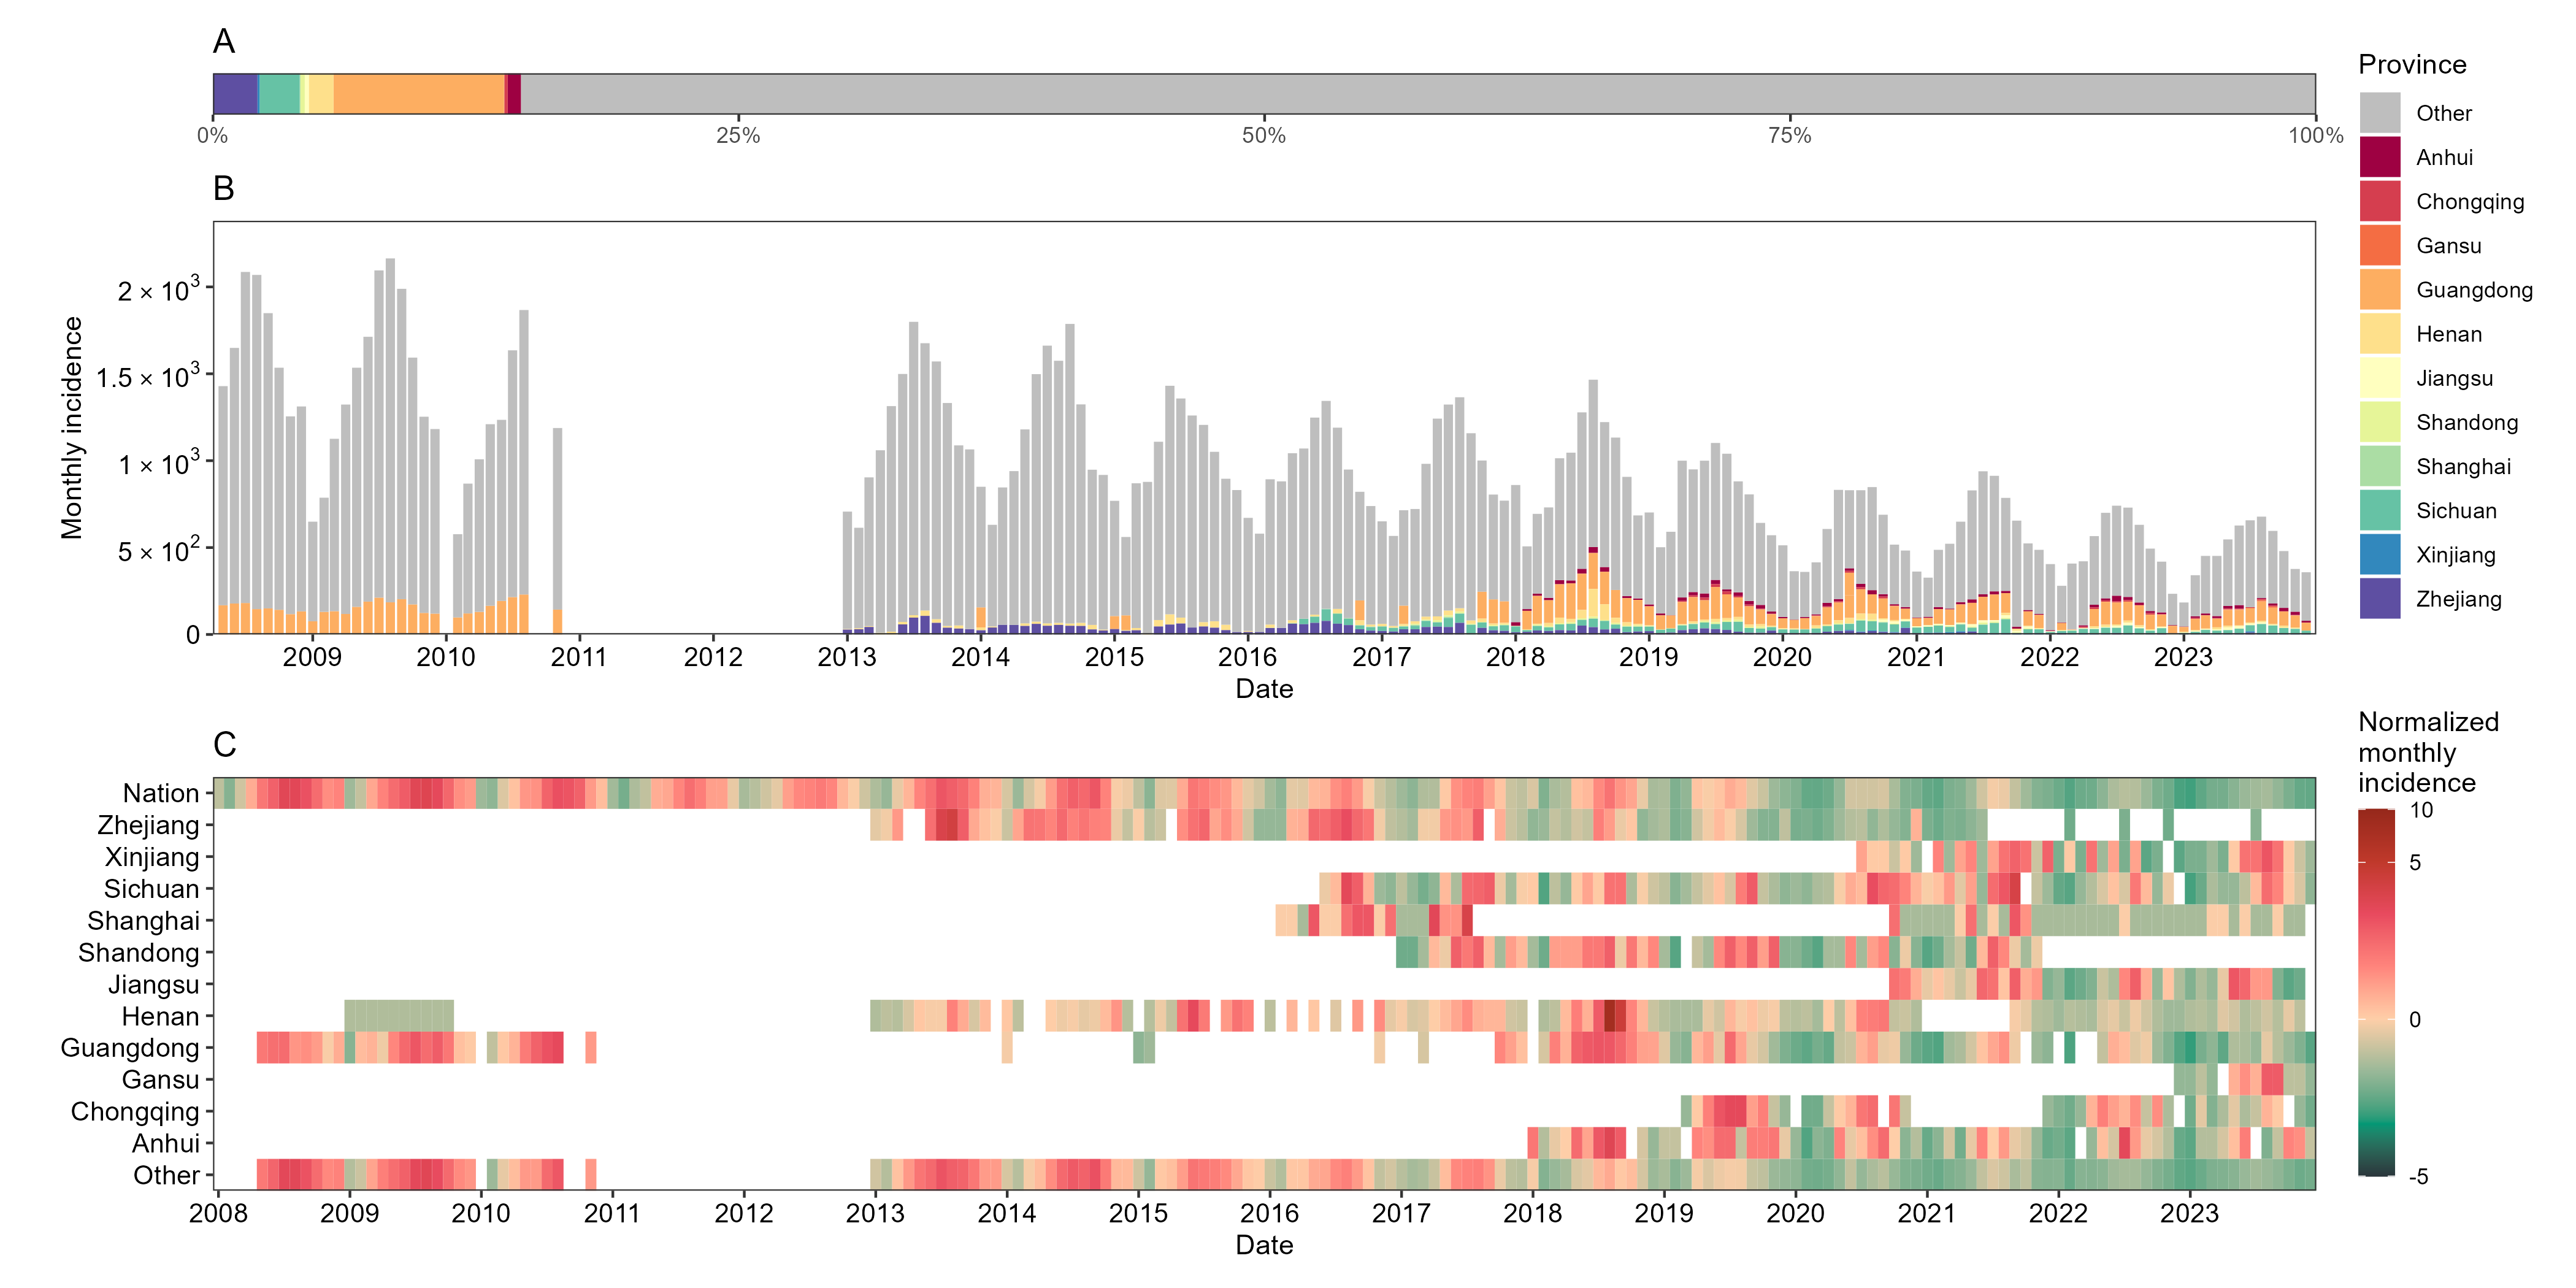 A
0%
25%
50%
75%
100%
B
Monthly incidence
2 × 10³
1.5 × 10³
1 × 10³
5 × 10²
0
2009
2010
2011
2012
2013
2014
2015
2016
2017
2018
2019
2020
2021
2022
2023
Date
Province
Other
Anhui
Chongqing
Gansu
Guangdong
Henan
Jiangsu
Shandong
Shanghai
Sichuan
Xinjiang
Zhejiang
C
Nation
Zhejiang
Xinjiang
Sichuan
Shanghai
Shandong
Jiangsu
Henan
Guangdong
Gansu
Chongqing
Anhui
Other
2008
2009
2010
2011
2012
2013
2014
2015
2016
2017
2018
2019
2020
2021
2022
2023
Date
Normalized
monthly
incidence
10
5
0
-5